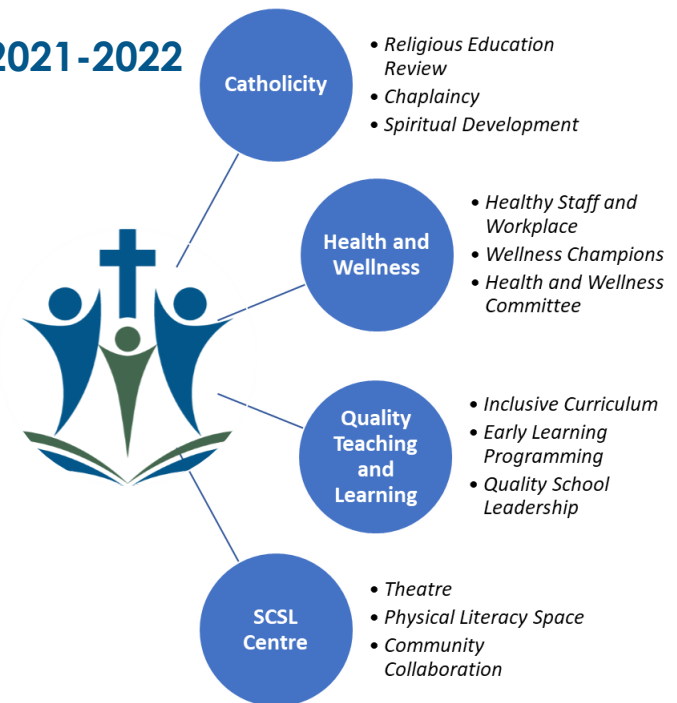 2021-2022
Catholicity
• Religious Education
Review
• Chaplaincy
• Spiritual Development
Health and
Wellness
• Healthy Staff and
Workplace
• Wellness Champions
• Health and Wellness
Committee
Quality
Teaching
and
Learning
• Inclusive Curriculum
• Early Learning
Programming
• Quality School
Leadership
SCSL
Centre
• Theatre
• Physical Literacy Space
• Community
Collaboration